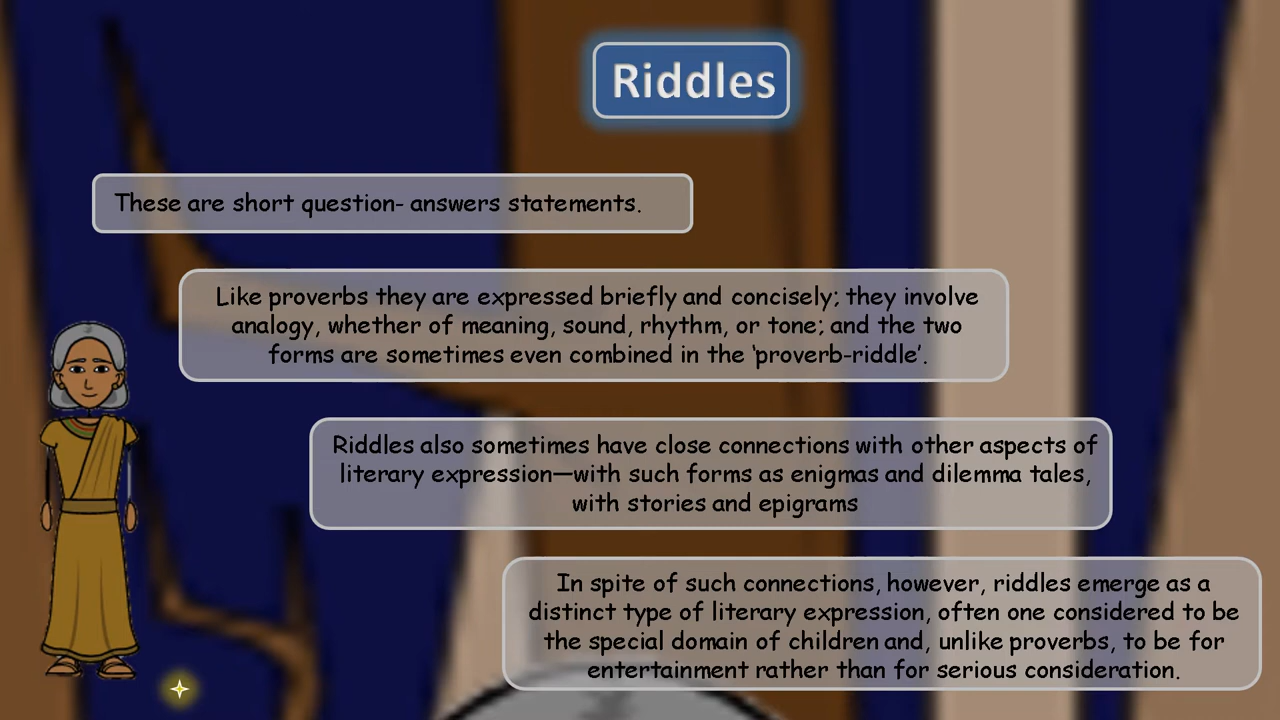 Riddles
These are short question- answers statements.
Like proverbs they are expressed briefly and concisely; they involve
analogy, whether of meaning, sound, rhythm, or tone; and the two
forms are sometimes even combined in the ‘proverb-riddle’.
Riddles also sometimes have close connections with other aspects of
literary expression—with such forms as enigmas and dilemma tales,
with stories and epigrams
In spite of such connections, however, riddles emerge as a
distinct type of literary expression, often one considered to be
the special domain of children and, unlike proverbs, to be for
entertainment rather than for serious consideration.